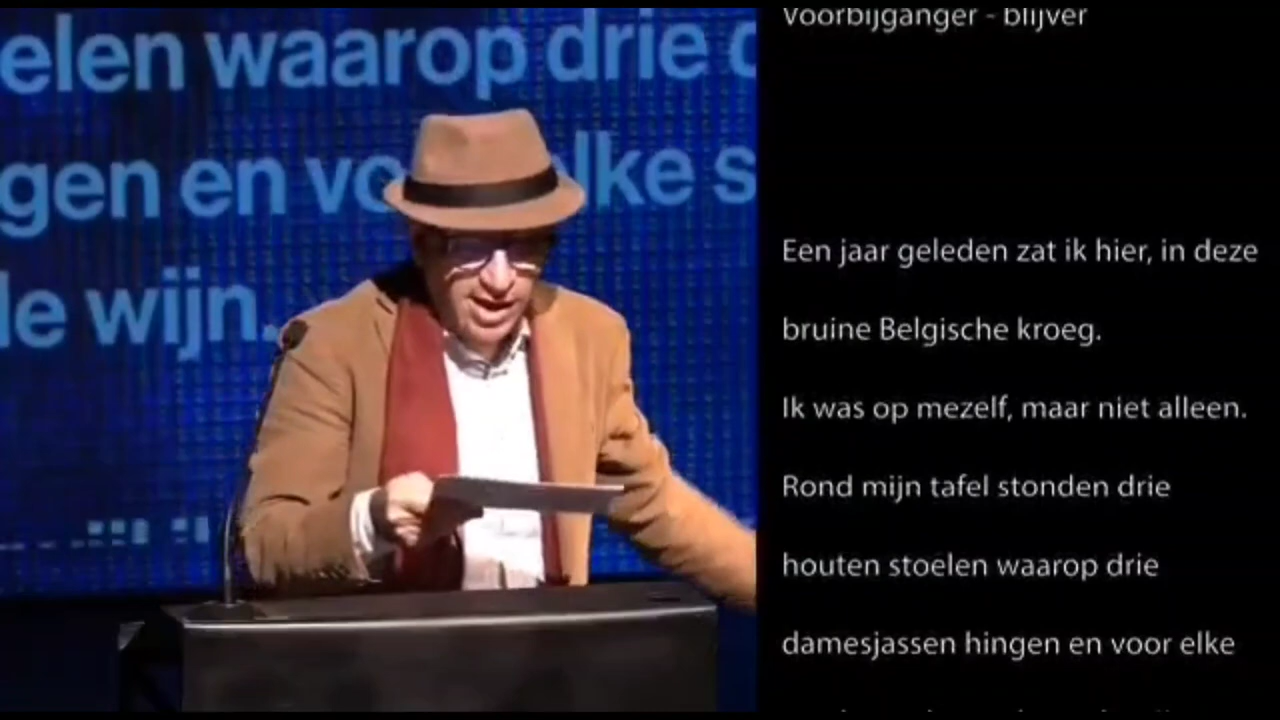 elen waarop drie d
gen en vo elke s
de wijn.
Voorbijganger - blijver
Een jaar geleden zat ik hier, in deze
bruine Belgische kroeg.
Ik was op mezelf, maar niet alleen.
Rond mijn tafel stonden drie
houten stoelen waarop drie
damesjassen hingen en voor elke